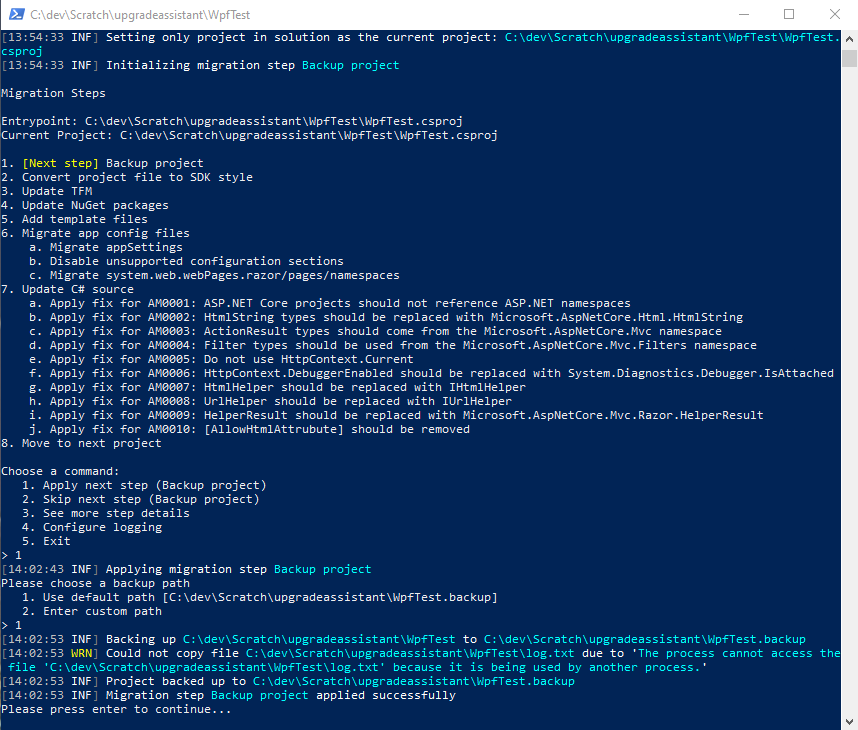 C:\dev\Scratch\upgradeassistant\WpfTest
[13:54:33 INF] Setting only project in solution as the current project: C:\dev\Scratch\upgradeassistant\WpfTest\WpfTest.
csproj
[13:54:33 INF] Initializing migration step Backup project
Migration Steps
Entrypoint: C:\dev\Scratch\upgradeassistant\WpfTest\WpfTest.csproj
Current Project: C:\dev\Scratch\upgradeassistant\WpfTest\WpfTest.csproj
1. [Next step] Backup project
2. Convert project file to SDK style
3. Update TFM
4. Update NuGet packages
5. Add template files
6. Migrate app config files
a. Migrate appSettings
b. Disable unsupported configuration sections
c. Migrate system.web.webPages.razor/pages/namespaces
7. Update C# source
a. Apply fix for AM0001: ASP.NET Core projects should not reference ASP.NET namespaces
b. Apply fix for AM0002: HtmlString types should be replaced with Microsoft.AspNetCore.Html.HtmlString
c. Apply fix for AM0003: ActionResult types should come from the Microsoft.AspNetCore.Mvc namespace
d. Apply fix for AM0004: Filter types should be used from the Microsoft.AspNetCore.Mvc.Filters namespace
e. Apply fix for AM0005: Do not use HttpContext.Current
f. Apply fix for AM0006: HttpContext.DebuggerEnabled should be replaced with System.Diagnostics.Debugger.IsAttached
g. Apply fix for AM0007: HtmlHelper should be replaced with IHtmlHelper
h. Apply fix for AM0008: UrlHelper should be replaced with IUrlHelper
i. Apply fix for AM0009: HelperResult should be replaced with Microsoft.AspNetCore.Mvc.Razor.HelperResult
j. Apply fix for AM0010: [AllowHtmlAttrubute] should be removed
8. Move to next project
Choose a command:
1. Apply next step (Backup project)
2. Skip next step (Backup project)
3. See more step details
4. Configure logging
5. Exit
> 1
[14:02:43 INF] Applying migration step Backup project
Please choose a backup path
1. Use default path [C:\dev\Scratch\upgradeassistant\WpfTest.backup]
2. Enter custom path
> 1
[14:02:53 INF] Backing up C:\dev\Scratch\upgradeassistant\WpfTest to C:\dev\Scratch\upgradeassistant\WpfTest.backup
[14:02:53 WRN] Could not copy file C:\dev\Scratch\upgradeassistant\WpfTest\log.txt due to 'The process cannot access the
file 'C:\dev\Scratch\upgradeassistant\WpfTest\log.txt' because it is being used by another process.'
[14:02:53 INF] Project backed up to C:\dev\Scratch\upgradeassistant\WpfTest.backup
[14:02:53 INF] Migration step Backup project applied successfully
Please press enter to continue...